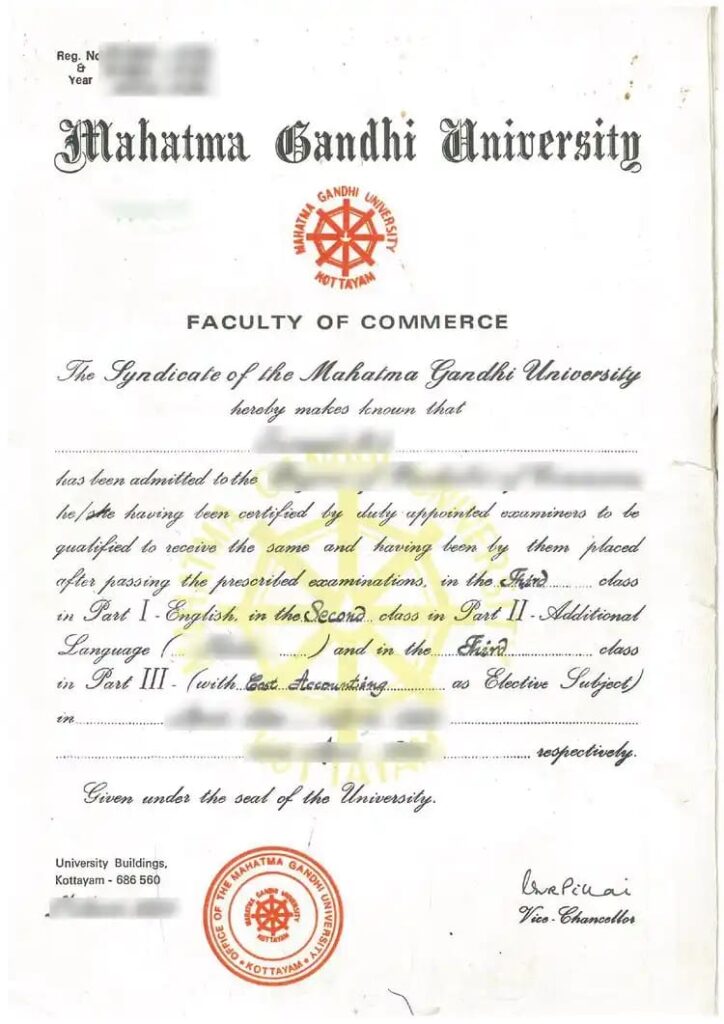 Reg. No
&
Year
Mahatma Gandhi University
MAHATMA GANDHI UNIVERSITY
KOTTAYAM
FACULTY OF COMMERCE
The Syndicate of the Mahatma Gandhi University
hereby makes known that
has been admitted to the
he/she having been certified by duly appointed examiners to be
qualified to receive the same and having been by them placed
after passing the prescribed examinations, in the Third class
in Part I - English, in the Second class in Part II - Additional
Language ( ) and in the Third class
in Part III - (with Cost Accounting as Elective Subject)
in
respectively.
Given under the seal of the University.
University Buildings,
Kottayam - 686 560
OFFICE OF THE MAHATMA GANDHI UNIVERSITY
KOTTAYAM
MAHATMA GANDHI UNIVERSITY
KOTTAYAM
Vice-Chancellor